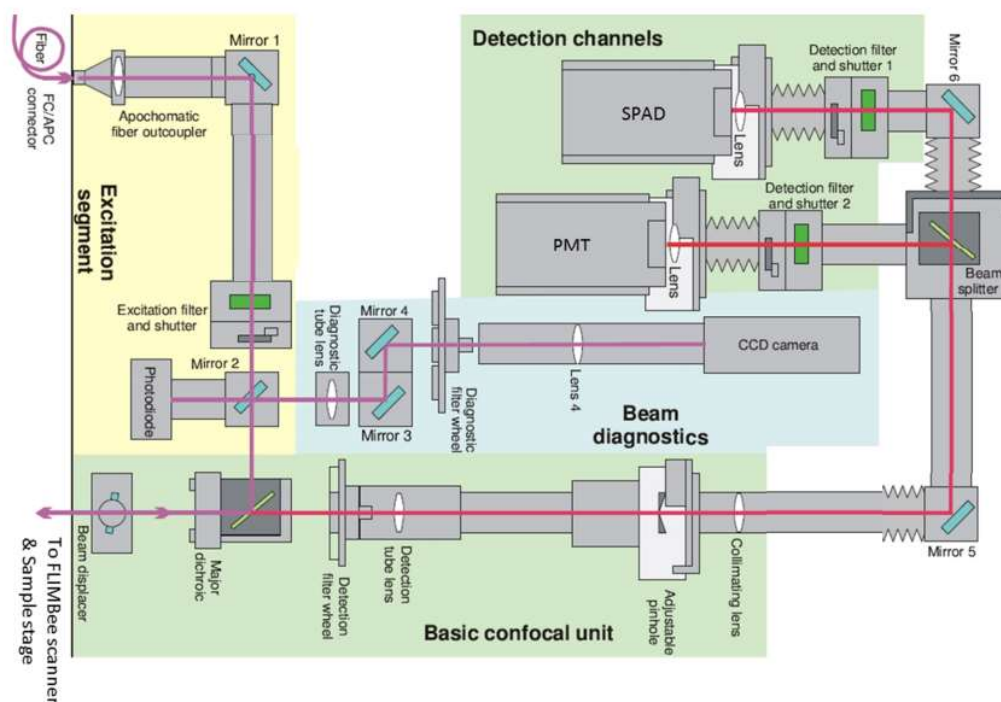 Fiber
FC/APC
connector
Mirror 1
Apochomatic
fiber outcoupler
Excitation
segment
Excitation filter
and shutter
Mirror 2
Photodiode
Detection channels
SPAD
Lens
Detection filter
and shutter 1
Mirror 6
PMT
Lens
Detection filter
and shutter 2
Beam
splitter
Diagnostic
tube lens
Mirror 4
Mirror 3
Diagnostic
filter wheel
Lens 4
CCD camera
Beam
diagnostics
Beam displacer
Major
dichroic
Detection
filter wheel
Detection
tube lens
Adjustable
pinhole
Collimating lens
Mirror 5
Basic confocal unit
To FLIMBee scanner
& Sample stage